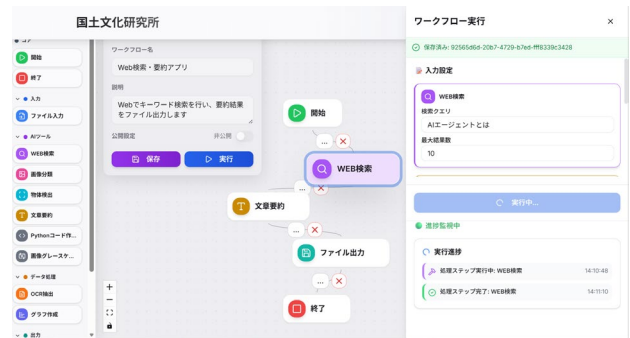 国土文化研究所
コア
開始
終了
入力
ファイル入力
AIツール
WEB検索
画像分類
物体検出
文章要約
Pythonコード作...
画像グレースケ...
データ処理
OCR抽出
グラフ作成
出力
ワークフロー名
Web検索・要約アプリ
説明
Webでキーワード検索を行い、要約結果
をファイル出力します
公開設定
非公開
保存
実行
開始
...
WEB検索
...
文章要約
...
ファイル出力
...
終了
ワークフロー実行
保存済み: 92565d6d-20b7-4729-b7ed-fff8339c3428
入力設定
WEB検索
検索クエリ
AIエージェントとは
最大結果数
10
実行中...
進捗監視中
実行進捗
処理ステップ実行中: WEB検索 14:10:48
処理ステップ完了: WEB検索 14:11:10